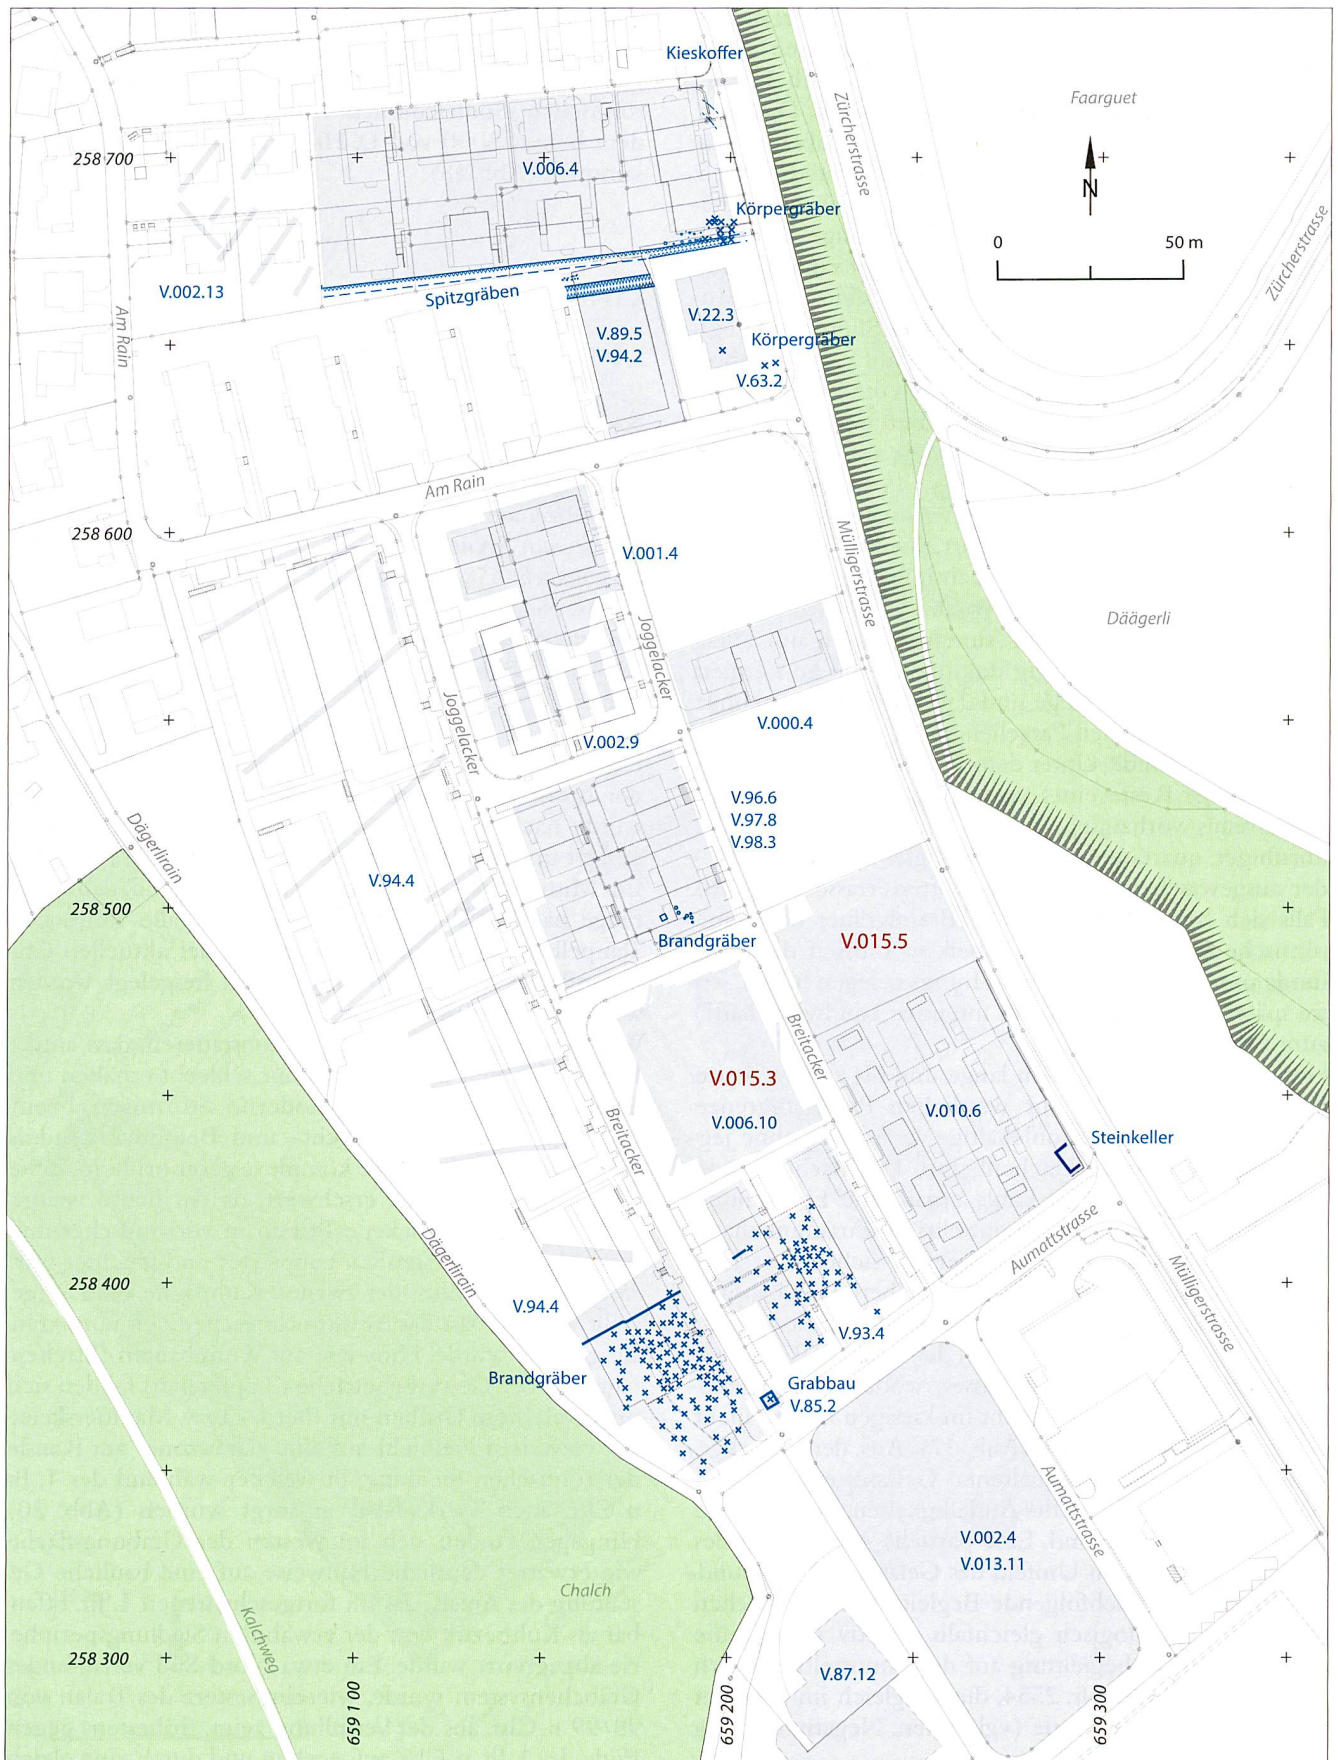 Kieskoffer
Zürcherstrasse
Faarguet
258 700
V.006.4
N
Körpergräber
0 50 m
Zürcherstrasse
V.002.13
Spitzgräben
Am Rain
V.22.3
V.89.5
V.94.2
Körpergräber
V.63.2
Am Rain
258 600
V.001.4
Mülligerstrasse
Däägerli
Joggelacker
Joggelacker
V.000.4
V.002.9
V.96.6
V.97.8
V.98.3
Dägerlirain
V.94.4
258 500
Brandgräber
V.015.5
Breitacker
V.015.3
V.006.10
V.010.6
Breitacker
Steinkeller
Dägerlirain
Aumattstrasse
258 400
Mülligerstrasse
V.94.4
V.93.4
Brandgräber
Grabbau
V.85.2
Aumattstrasse
V.002.4
V.013.11
Chalch
Kalchweg
258 300
V.87.12
659 100
659 200
659 300